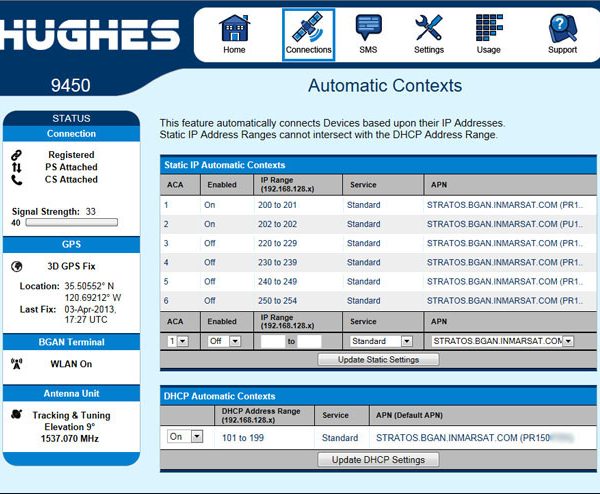 HUGHES
Home Connections SMS Settings Usage Support
9450
Automatic Contexts
STATUS
Connection
Registered
PS Attached
CS Attached
Signal Strength: 33
40
GPS
3D GPS Fix
Location: 35.50552° N
120.69212° W
Last Fix: 03-Apr-2013,
17:27 UTC
BGAN Terminal
WLAN On
Antenna Unit
Tracking & Tuning
Elevation 9°
1537.070 MHz
This feature automatically connects Devices based upon their IP Addresses.
Static IP Address Ranges cannot intersect with the DHCP Address Range.
Static IP Automatic Contexts
ACA Enabled IP Range (192.168.128.x) Service APN
1 On 200 to 201 Standard STRATOS.BGAN.INMARSAT.COM (PR1..
2 On 202 to 202 Standard STRATOS.BGAN.INMARSAT.COM (PU1..
3 Off 220 to 229 Standard STRATOS.BGAN.INMARSAT.COM (PR1..
4 Off 230 to 239 Standard STRATOS.BGAN.INMARSAT.COM (PR1..
5 Off 240 to 249 Standard STRATOS.BGAN.INMARSAT.COM (PR1..
6 Off 250 to 254 Standard STRATOS.BGAN.INMARSAT.COM (PR1..
ACA Enabled IP Range (192.168.128.x) Service APN
1 Off to Standard STRATOS.BGAN.INMARSAT.COM
Update Static Settings
DHCP Automatic Contexts
DHCP Address Range (192.168.128.x) Service APN (Default APN)
On 101 to 199 Standard STRATOS.BGAN.INMARSAT.COM (PR150
Update DHCP Settings